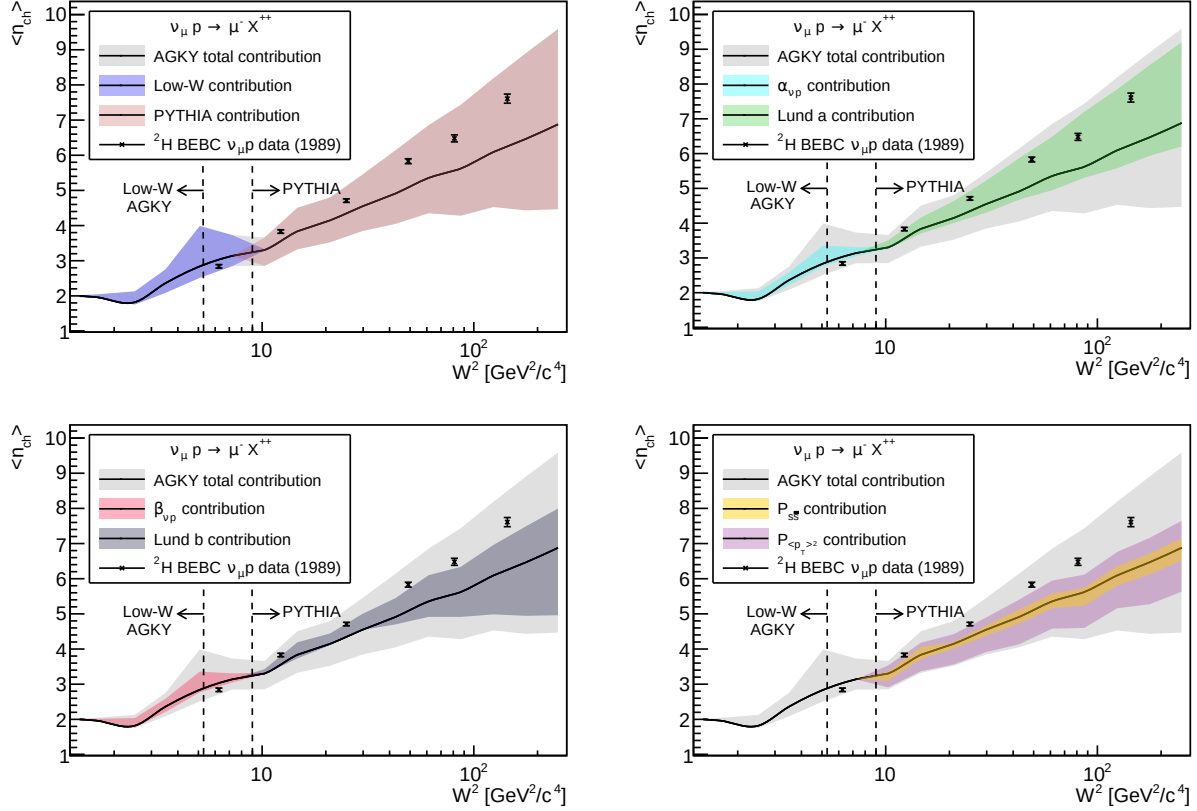 <n_ch>
10
9
8
7
6
5
4
3
2
1
ν_μ p → μ⁻ X⁺⁺
AGKY total contribution
Low-W contribution
PYTHIA contribution
²H BEBC ν_μp data (1989)
Low-W
AGKY
PYTHIA
10
10²
W² [GeV²/c⁴]
<n_ch>
10
9
8
7
6
5
4
3
2
1
ν_μ p → μ⁻ X⁺⁺
AGKY total contribution
α_νp contribution
Lund a contribution
²H BEBC ν_μp data (1989)
Low-W
AGKY
PYTHIA
10
10²
W² [GeV²/c⁴]
<n_ch>
10
9
8
7
6
5
4
3
2
1
ν_μ p → μ⁻ X⁺⁺
AGKY total contribution
β_νp contribution
Lund b contribution
²H BEBC ν_μp data (1989)
Low-W
AGKY
PYTHIA
10
10²
W² [GeV²/c⁴]
<n_ch>
10
9
8
7
6
5
4
3
2
1
ν_μ p → μ⁻ X⁺⁺
AGKY total contribution
P_ss̄ contribution
P_<p_T>² contribution
²H BEBC ν_μp data (1989)
Low-W
AGKY
PYTHIA
10
10²
W² [GeV²/c⁴]